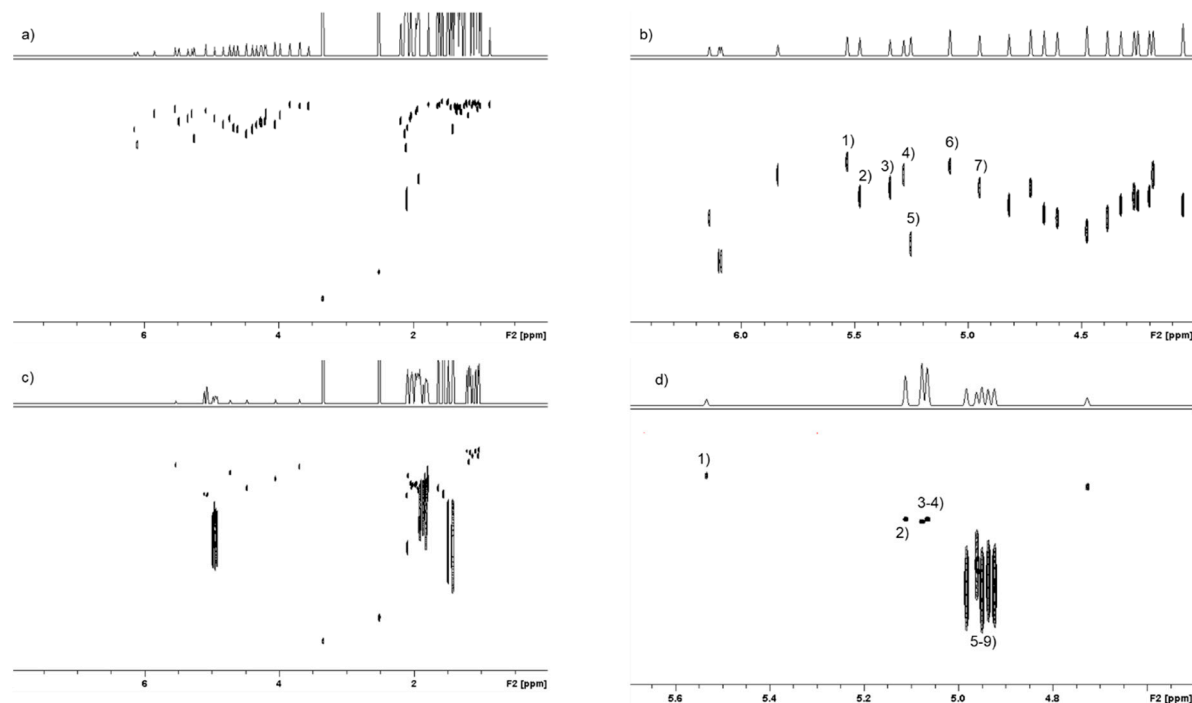 a)
6 4 2 F2 [ppm]
b)
1)
2)
3)
4)
5)
6)
7)
6.0 5.5 5.0 4.5 F2 [ppm]
c)
6 4 2 F2 [ppm]
d)
1)
2)
3-4)
5-9)
5.6 5.4 5.2 5.0 4.8 F2 [ppm]